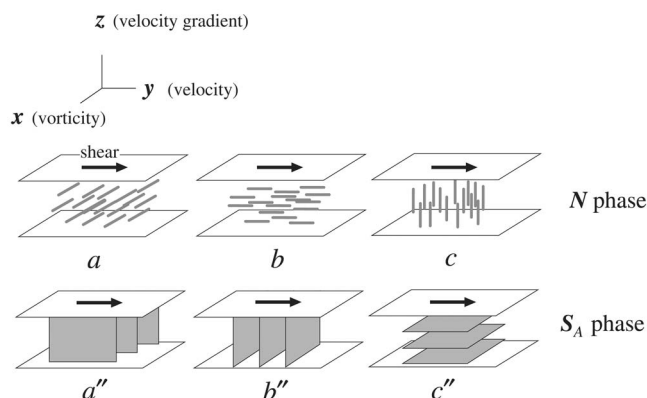 z (velocity gradient)
y (velocity)
x (vorticity)
shear
N phase
a b c
S_A phase
a″ b″ c″